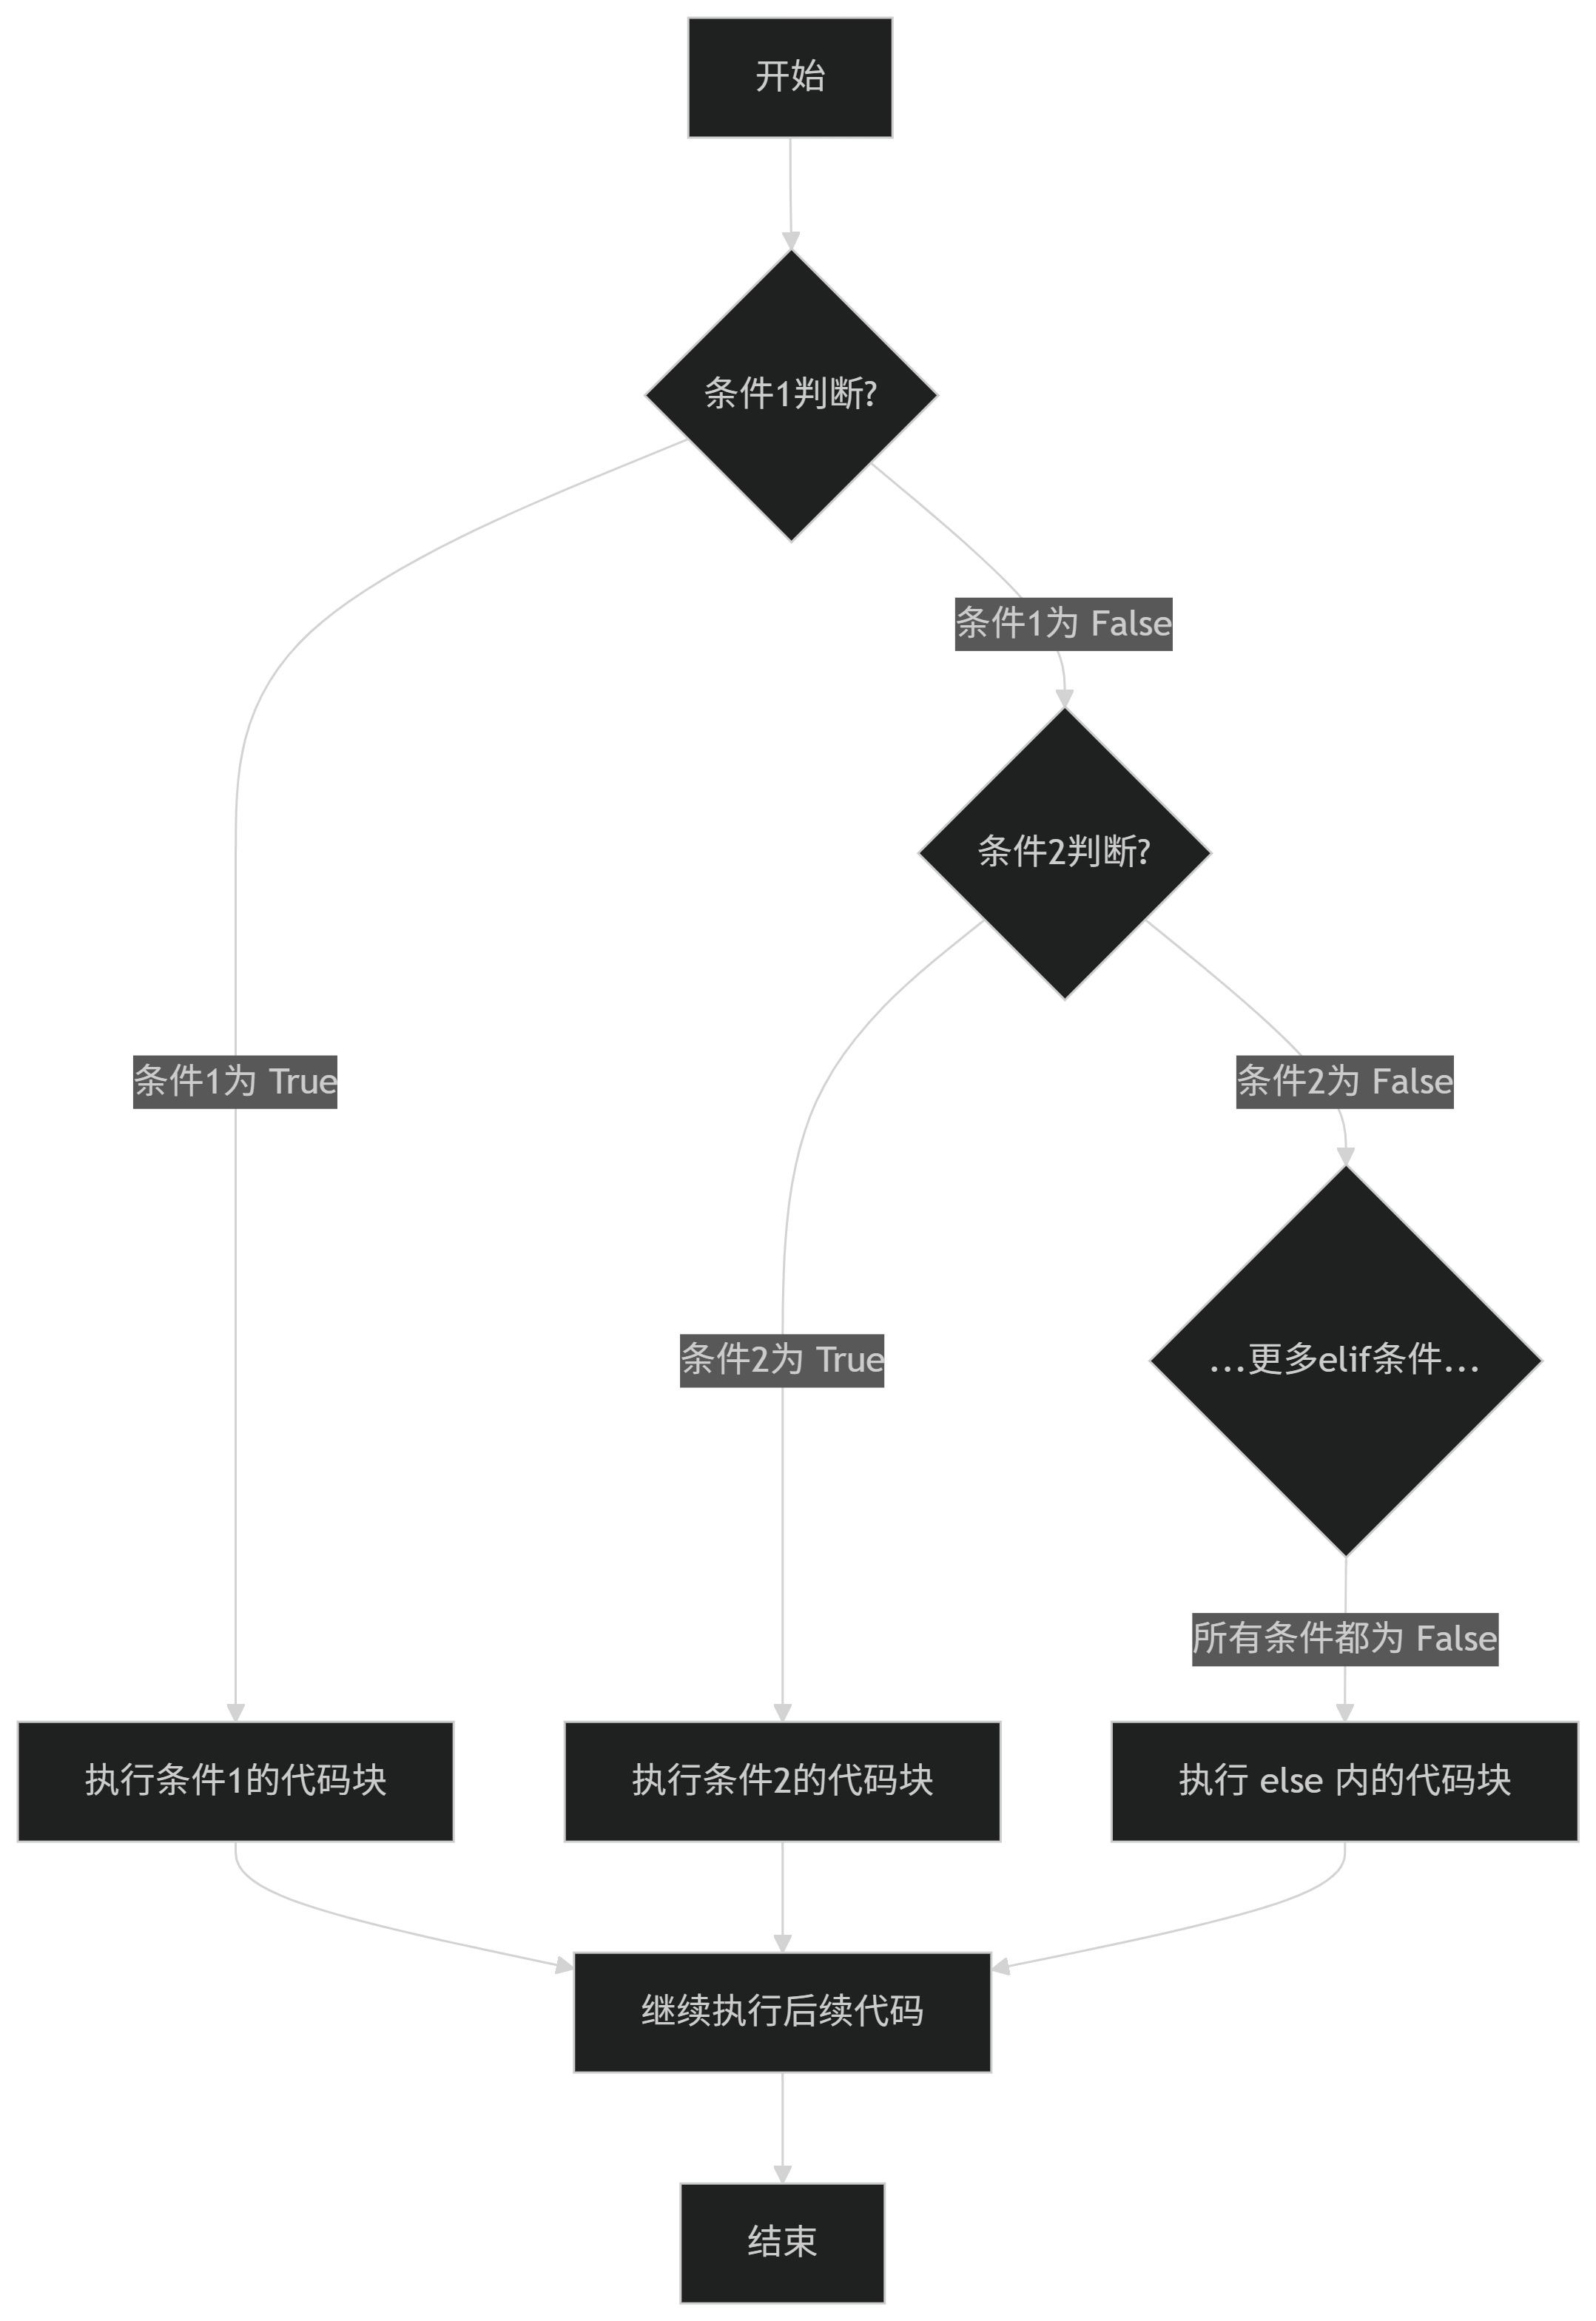 开始
条件1判断?
条件1为 False
条件2判断?
条件1为 True
条件2为 False
条件2为 True
...更多elif条件...
所有条件都为 False
执行条件1的代码块
执行条件2的代码块
执行 else 内的代码块
继续执行后续代码
结束